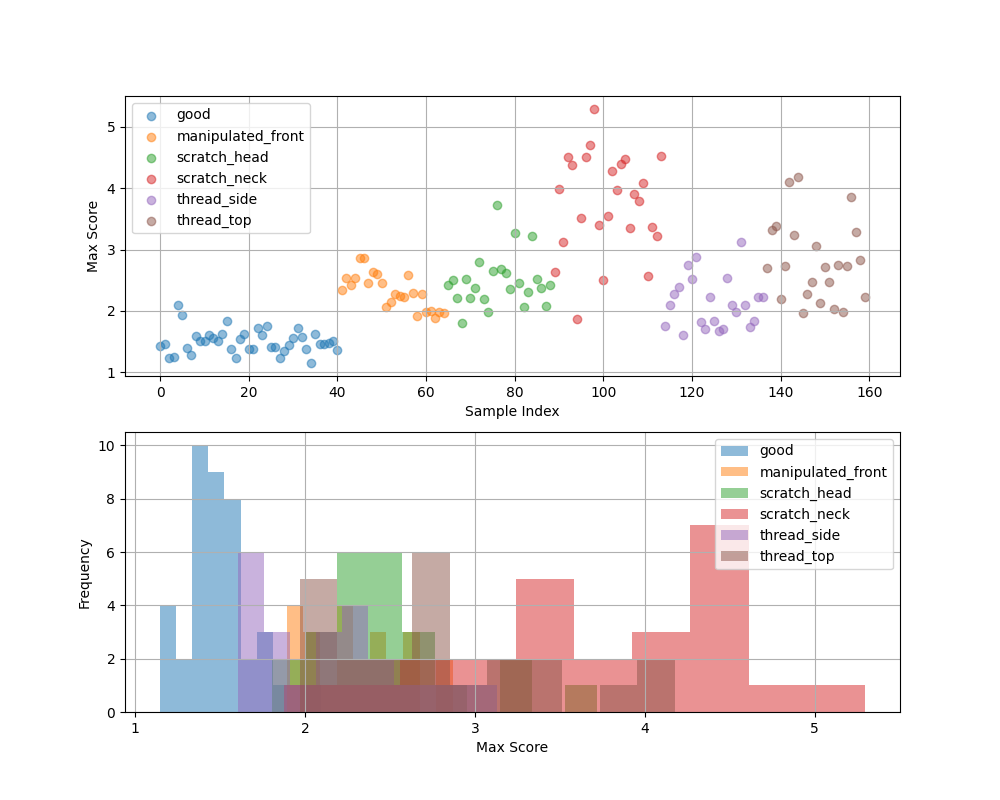 5
4
3
2
1
Max Score
good
manipulated_front
scratch_head
scratch_neck
thread_side
thread_top
0 20 40 60 80 100 120 140 160
Sample Index
10
8
6
4
2
0
Frequency
good
manipulated_front
scratch_head
scratch_neck
thread_side
thread_top
1 2 3 4 5
Max Score